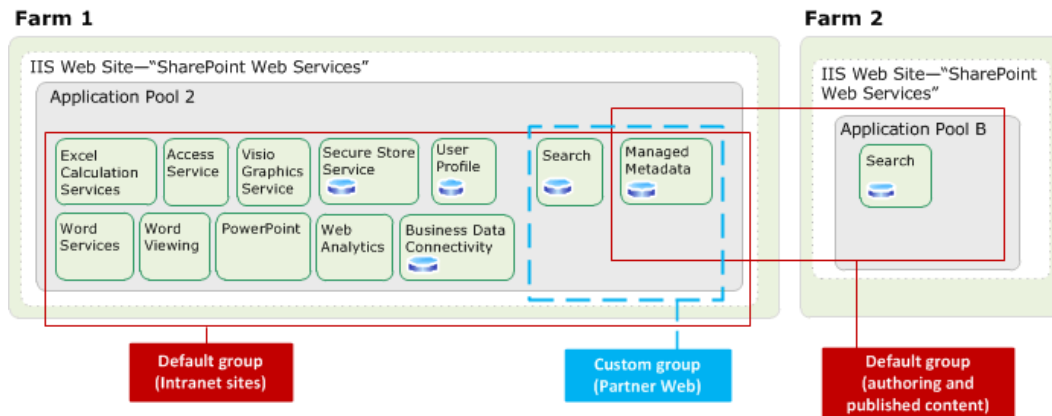 Farm 1
Farm 2
IIS Web Site—“SharePoint Web Services”
IIS Web Site—“SharePoint
Web Services”
Application Pool 2
Application Pool B
Excel
Calculation
Services
Access
Service
Visio
Graphics
Service
Secure Store
Service
User
Profile
Search
Managed
Metadata
Search
Word
Services
Word
Viewing
PowerPoint
Web
Analytics
Business Data
Connectivity
Default group
(Intranet sites)
Custom group
(Partner Web)
Default group
(authoring and
published content)